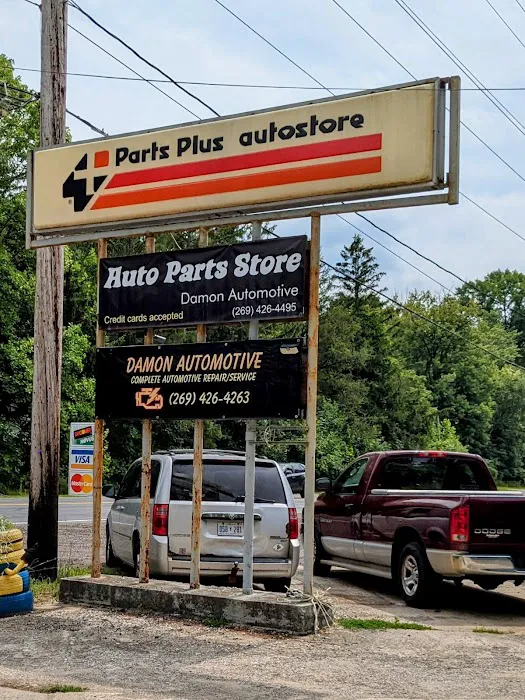 Parts Plus autostore
Auto Parts Store
Damon Automotive
Credit cards accepted
(269) 426-4495
DAMON AUTOMOTIVE
COMPLETE AUTOMOTIVE REPAIR/SERVICE
(269) 426-4263
VISA
MasterCard
DODGE